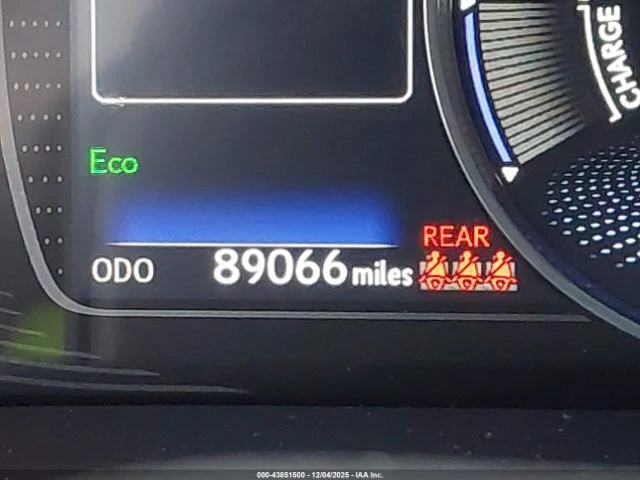 CHARGE
Eco
REAR
ODO 89066 miles
000-43851500 - 12/04/2025 - IAA Inc.